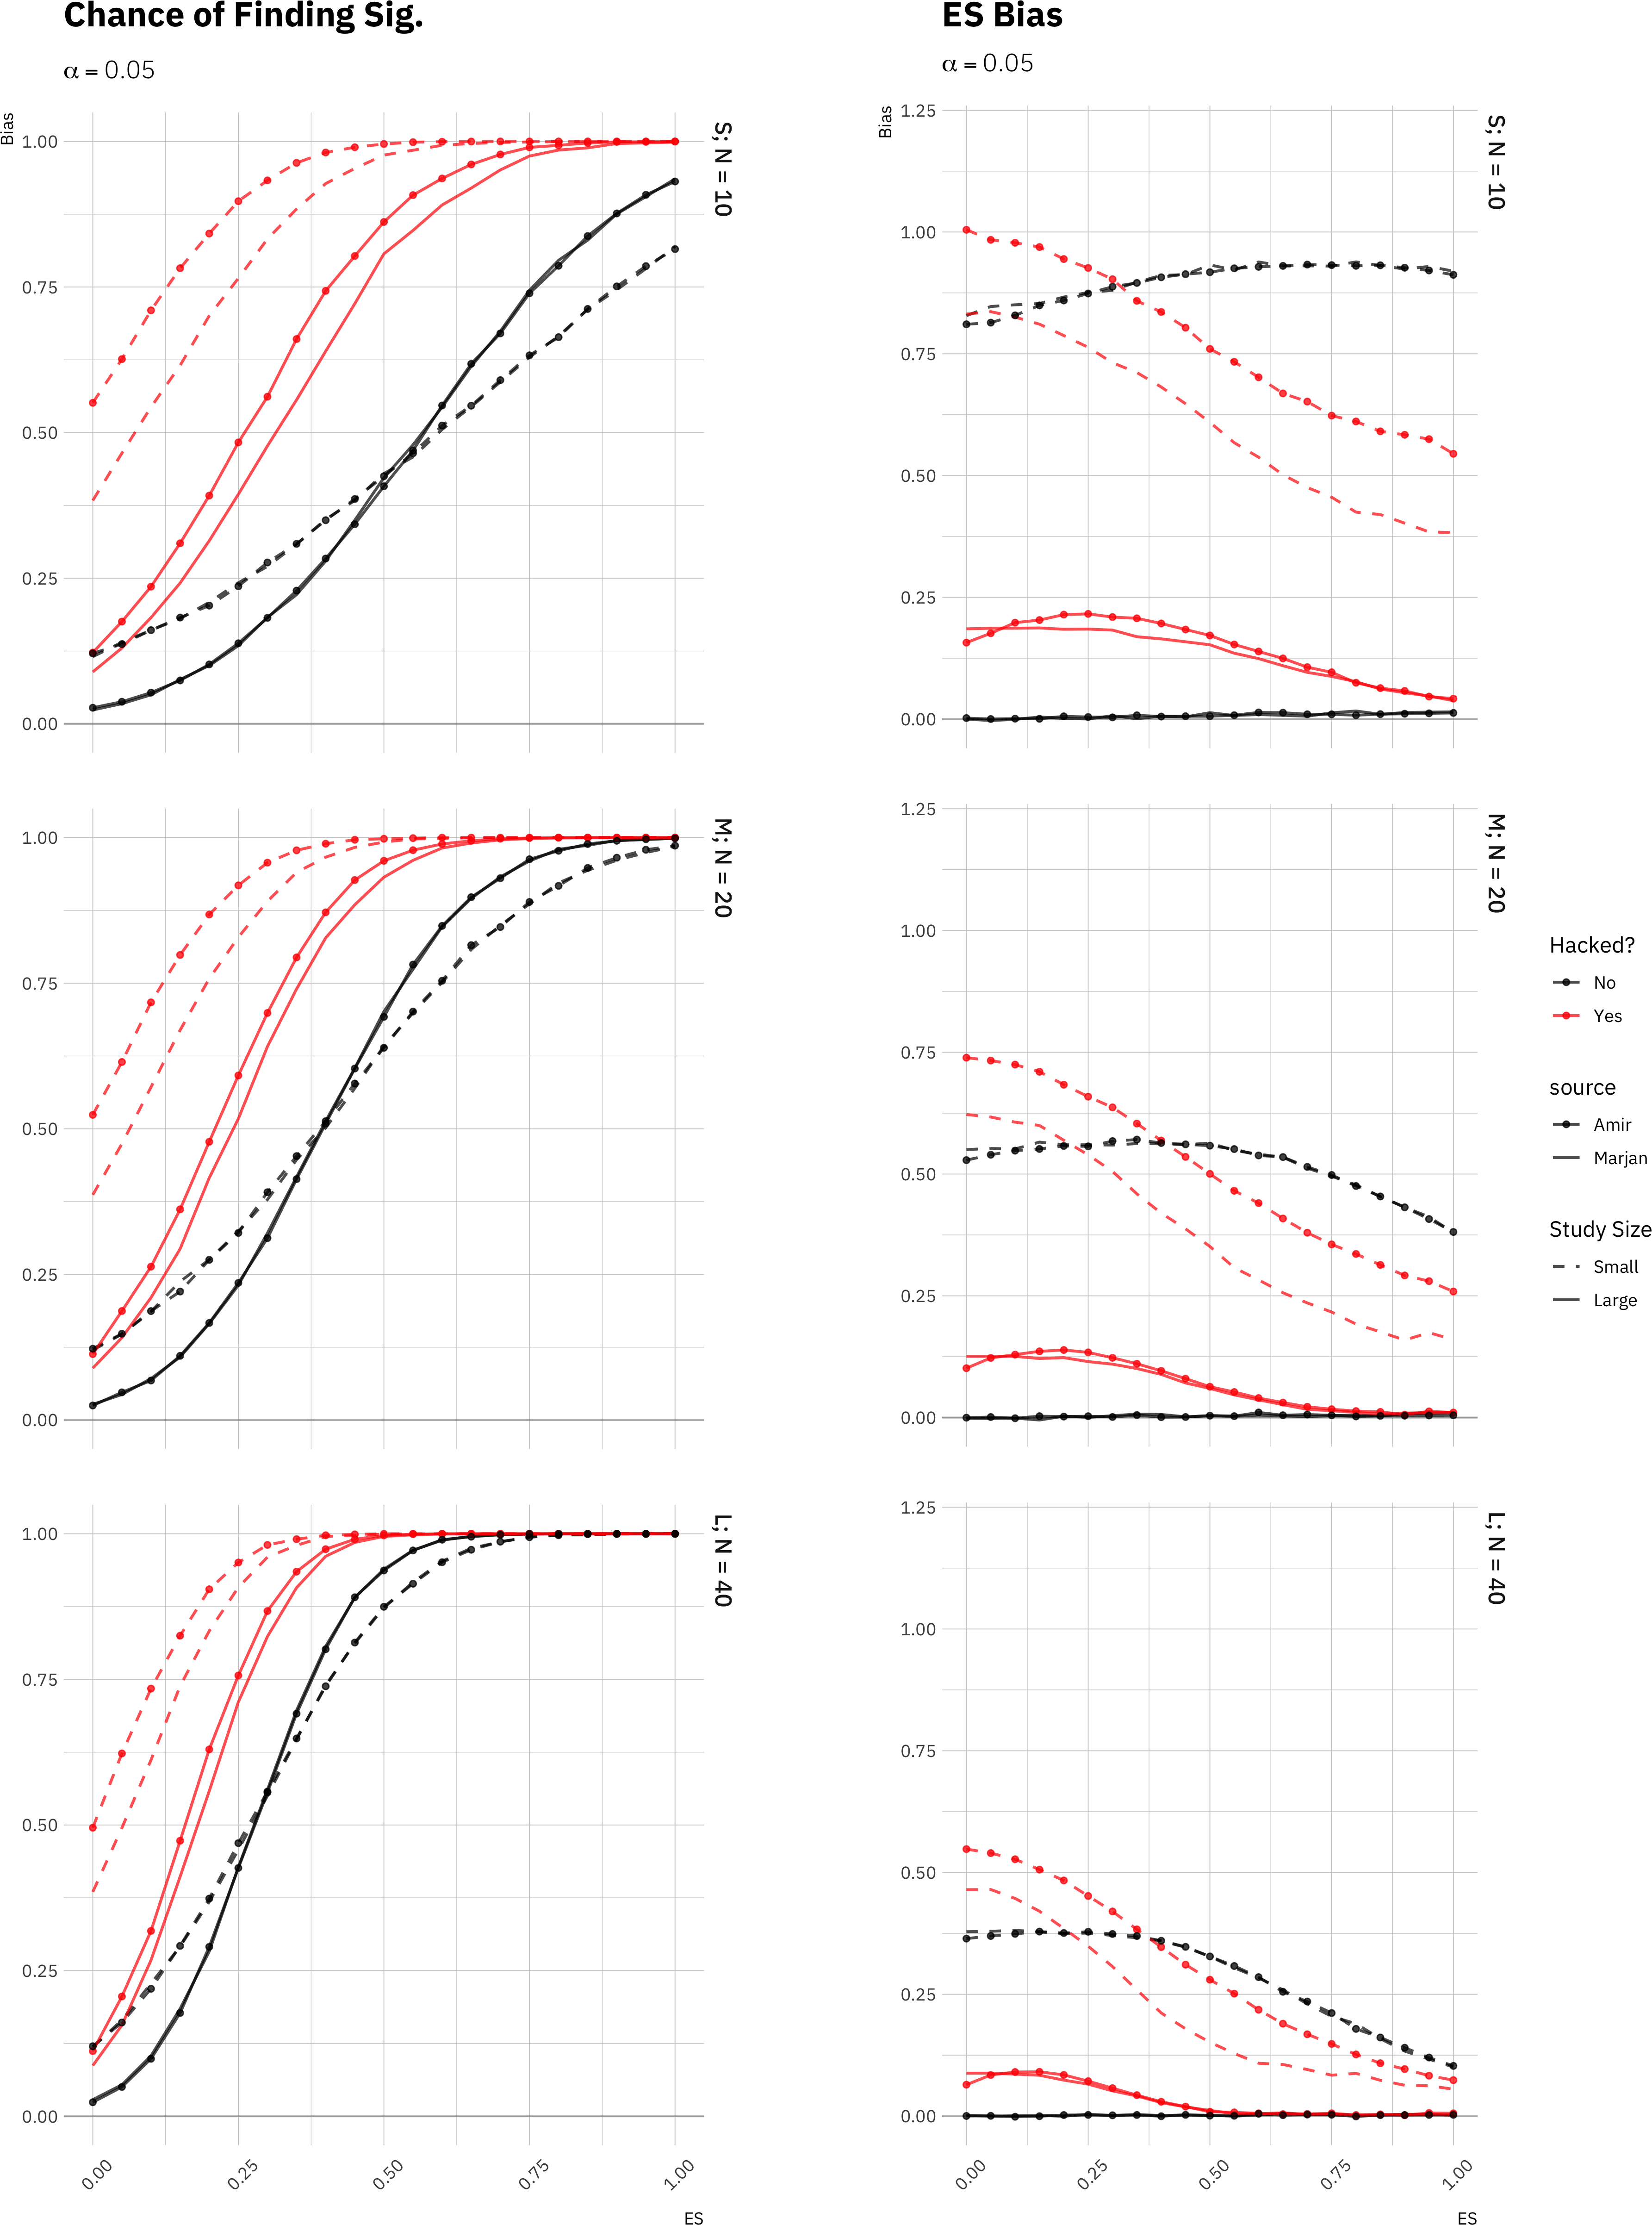 Chance of Finding Sig.
α = 0.05
Bias
1.00
0.75
0.50
0.25
0.00
S; N = 10
1.00
0.75
0.50
0.25
0.00
M; N = 20
1.00
0.75
0.50
0.25
0.00
L; N = 40
0.00 0.25 0.50 0.75 1.00
ES
ES Bias
α = 0.05
Bias
1.25
1.00
0.75
0.50
0.25
0.00
S; N = 10
1.25
1.00
0.75
0.50
0.25
0.00
M; N = 20
1.25
1.00
0.75
0.50
0.25
0.00
L; N = 40
0.00 0.25 0.50 0.75 1.00
ES
Hacked?
No
Yes
source
Amir
Marjan
Study Size
Small
Large